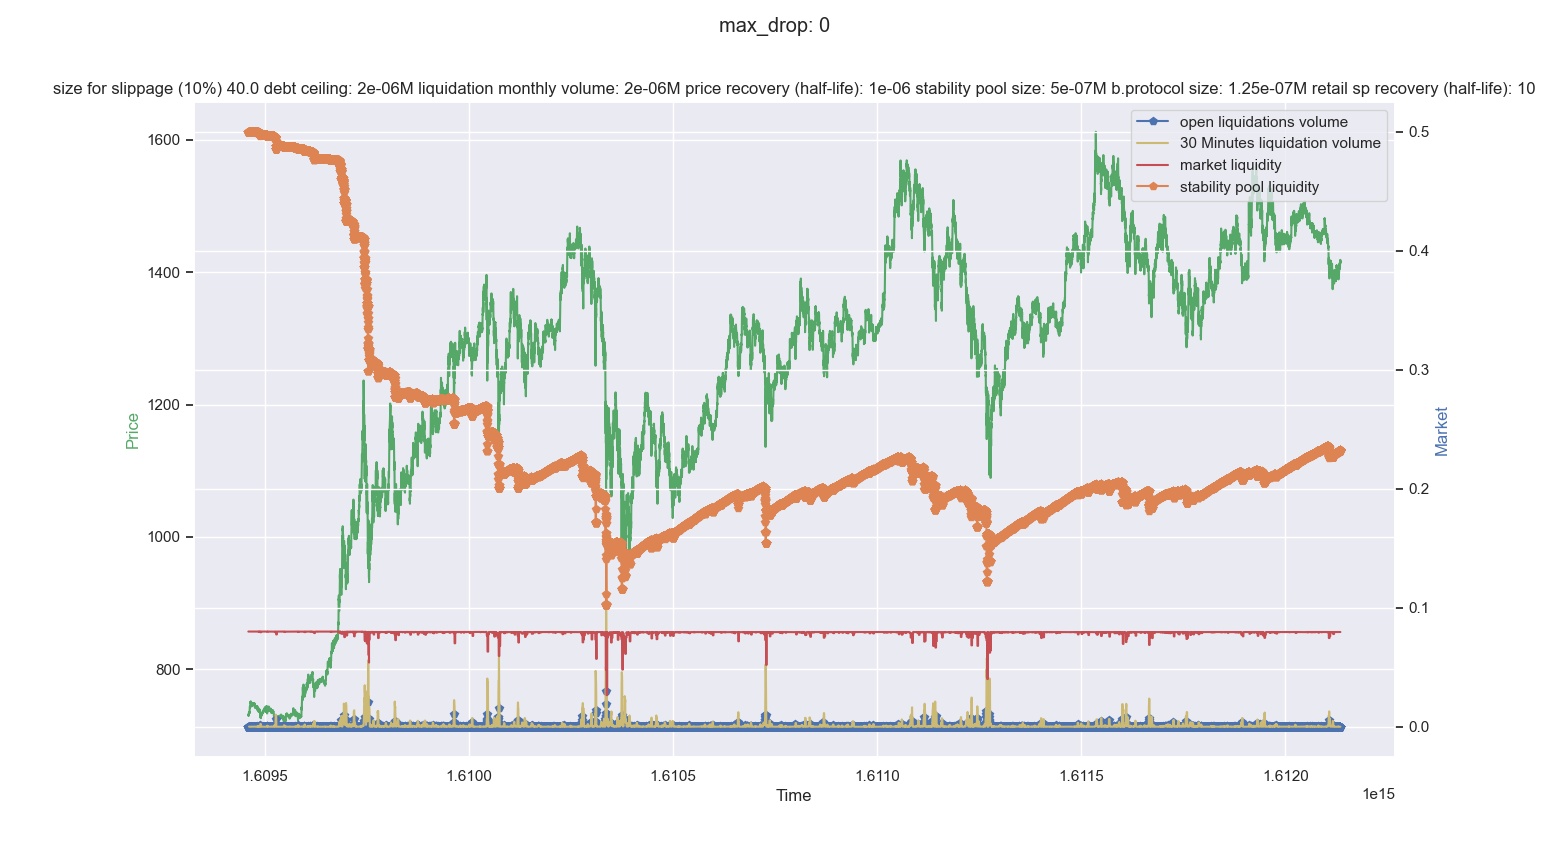 max_drop: 0
size for slippage (10%) 40.0 debt ceiling: 2e-06M liquidation monthly volume: 2e-06M price recovery (half-life): 1e-06 stability pool size: 5e-07M b.protocol size: 1.25e-07M retail sp recovery (half-life): 10
open liquidations volume
30 Minutes liquidation volume
market liquidity
stability pool liquidity
1600
1400
1200
1000
800
Price
0.5
0.4
0.3
0.2
0.1
0.0
Market
1.6095
1.6100
1.6105
1.6110
1.6115
1.6120
1e15
Time